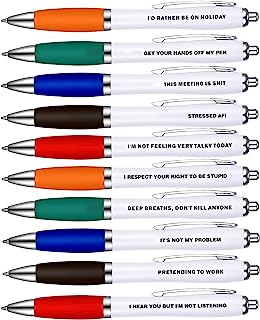 I'D RATHER BE ON HOLIDAY
GET YOUR HANDS OFF MY PEN
THIS MEETING IS SHIT
STRESSED AF!
I'M NOT FEELING VERY TALKY TODAY
I RESPECT YOUR RIGHT TO BE STUPID
DEEP BREATHS, DON'T KILL ANYONE
IT'S NOT MY PROBLEM
PRETENDING TO WORK
I HEAR YOU BUT I'M NOT LISTENING